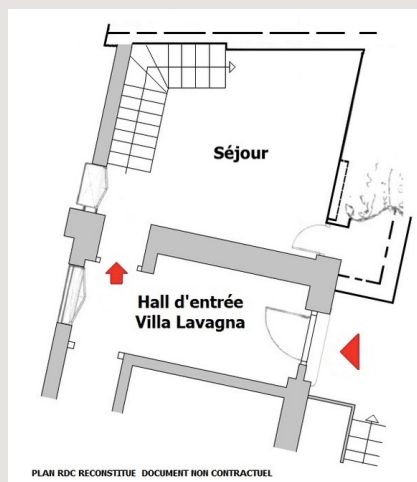 Séjour
Hall d'entrée
Villa Lavagna
PLAN RDC RECONSTITUE DOCUMENT NON CONTRACTUEL